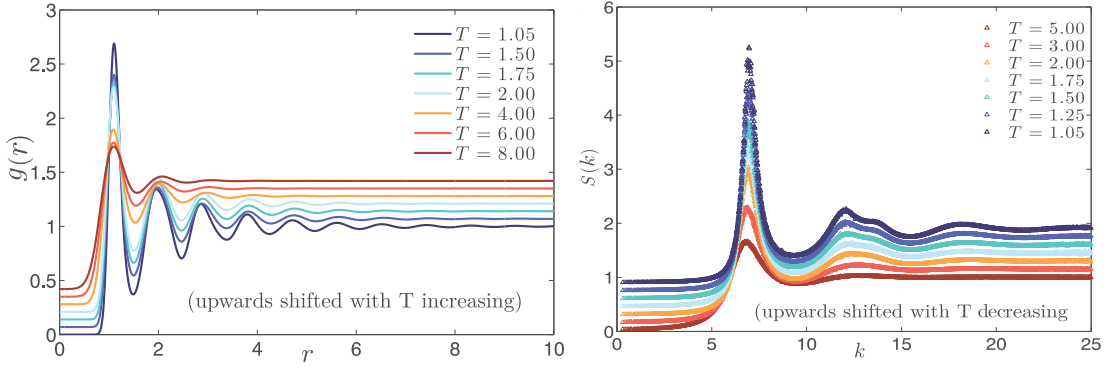 3
2.5
2
1.5
1
0.5
0
0
2
4
6
8
10
g(r)
r
T = 1.05
T = 1.50
T = 1.75
T = 2.00
T = 4.00
T = 6.00
T = 8.00
(upwards shifted with T increasing)
6
5
4
3
2
1
0
0
5
10
15
20
25
S(k)
k
T = 5.00
T = 3.00
T = 2.00
T = 1.75
T = 1.50
T = 1.25
T = 1.05
(upwards shifted with T decreasing